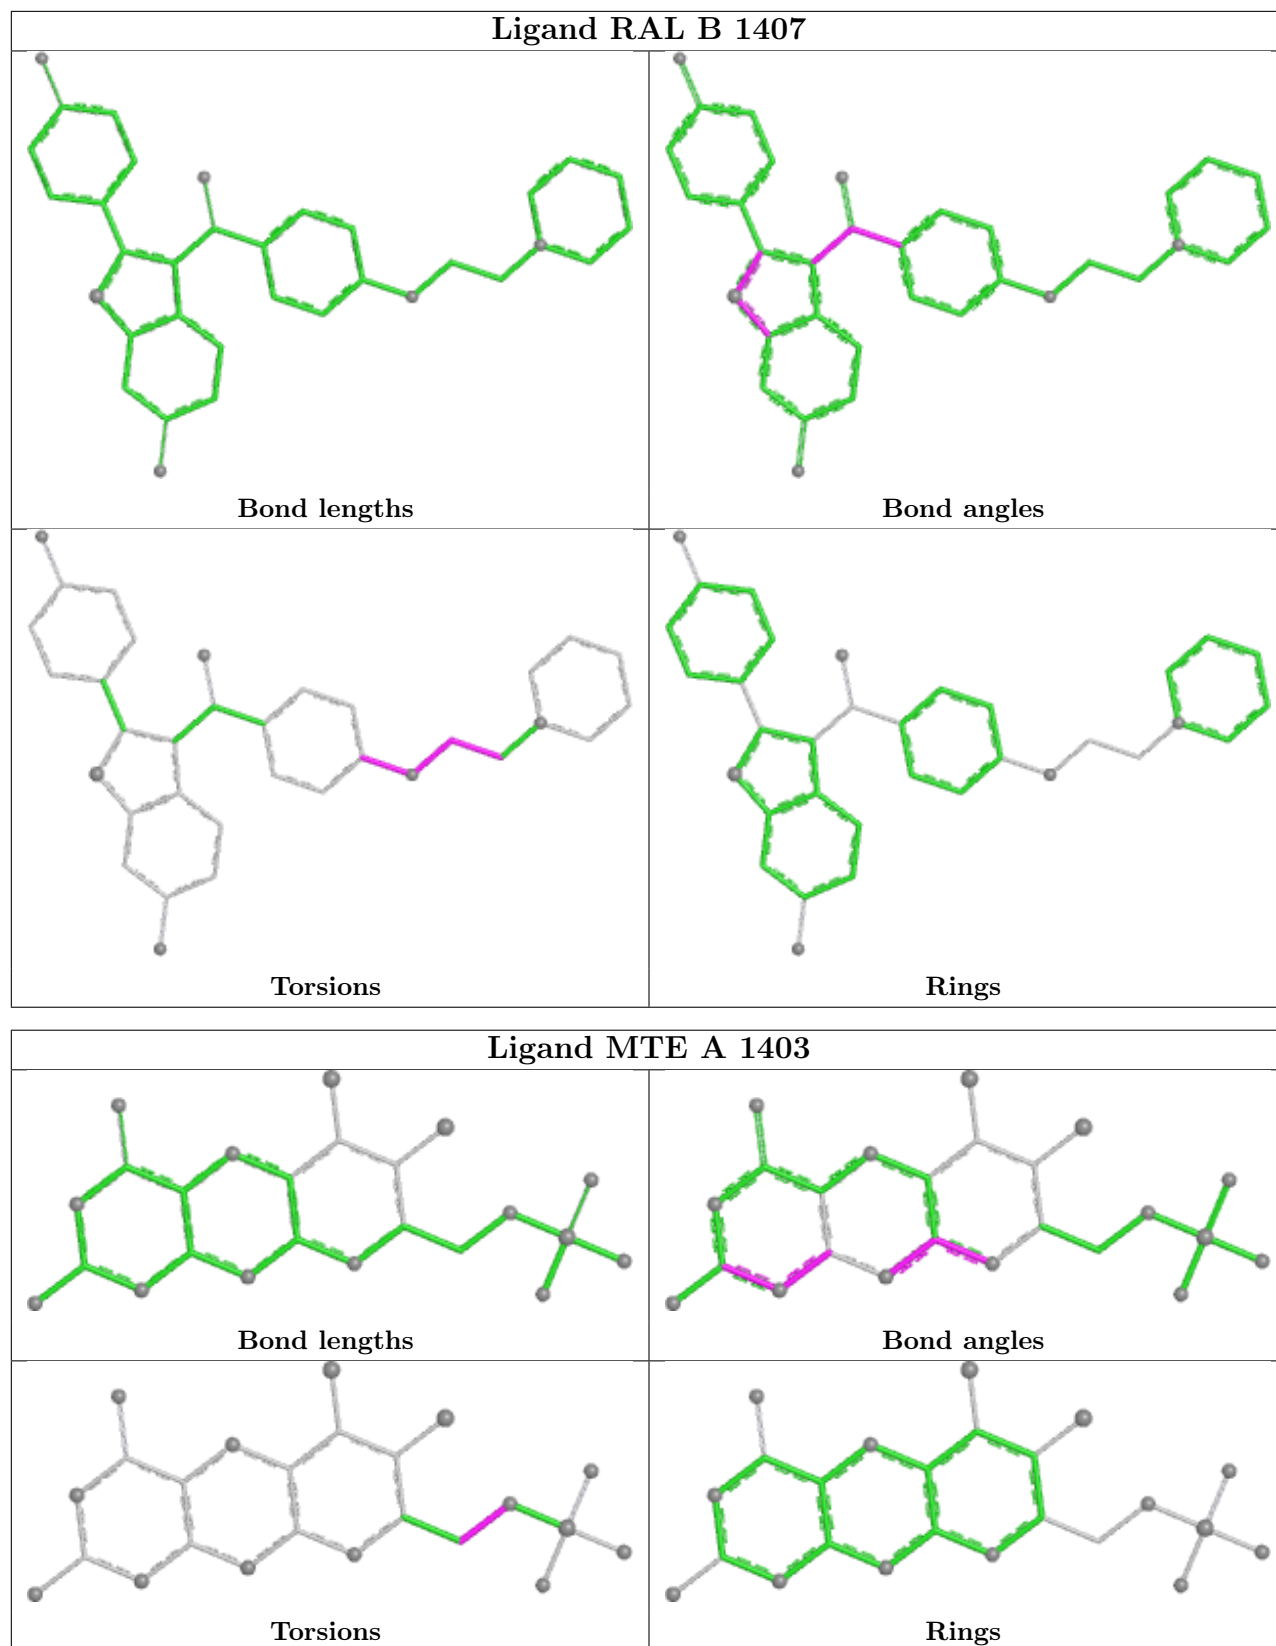 Ligand RAL B 1407
Bond lengths
Bond angles
Torsions
Rings
Ligand MTE A 1403
Bond lengths
Bond angles
Torsions
Rings